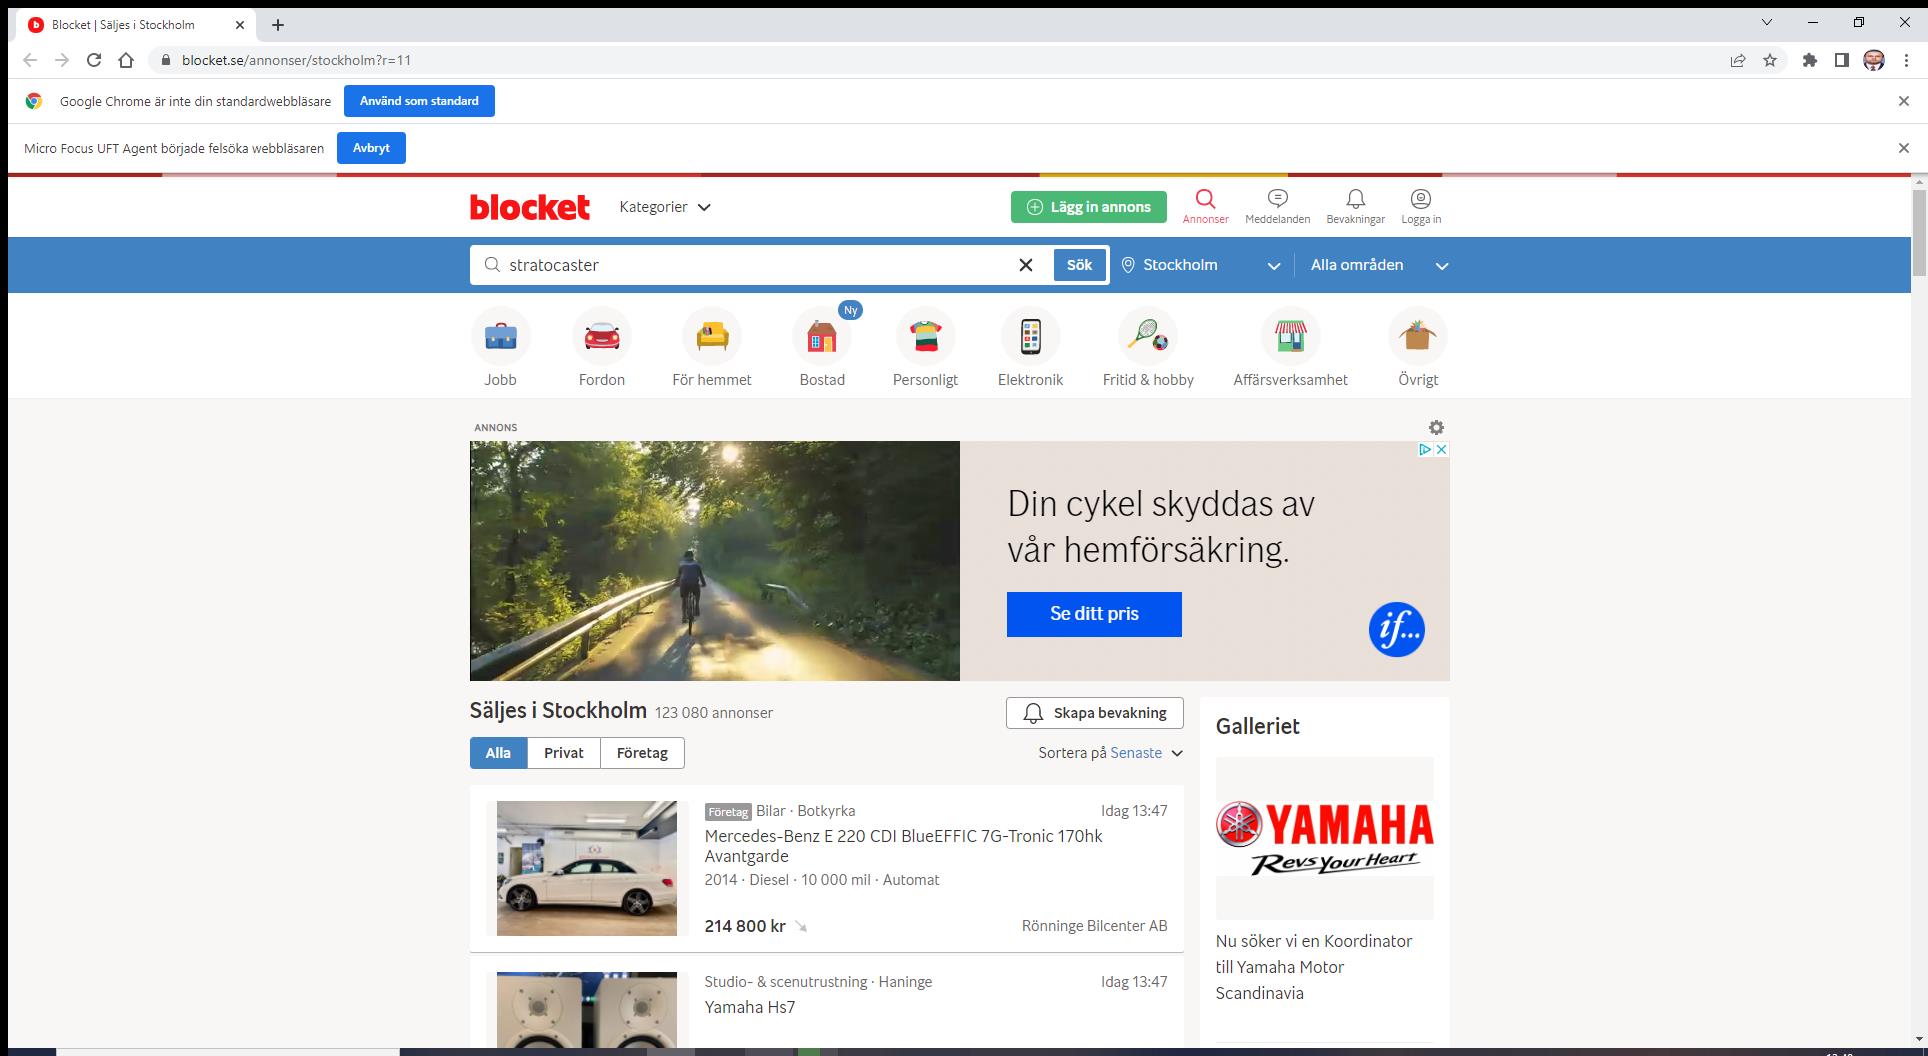 Blocket | Säljes i Stockholm
blocket.se/annonser/stockholm?r=11
Google Chrome är inte din standardwebbläsare
Använd som standard
Micro Focus UFT Agent började felsöka webbläsaren
Avbryt
blocket
Kategorier
Lägg in annons
Annonser
Meddelanden
Bevakningar
Logga in
stratocaster
Sök
Stockholm
Alla områden
Ny
Jobb
Fordon
För hemmet
Bostad
Personligt
Elektronik
Fritid & hobby
Affärsverksamhet
Övrigt
ANNONS
Din cykel skyddas av
vår hemförsäkring.
Se ditt pris
if...
Säljes i Stockholm 123 080 annonser
Skapa bevakning
Alla
Privat
Företag
Sortera på Senaste
Företag Bilar · Botkyrka
Idag 13:47
Mercedes-Benz E 220 CDI BlueEFFIC 7G-Tronic 170hk
Avantgarde
2014 · Diesel · 10 000 mil · Automat
214 800 kr
Rönninge Bilcenter AB
Studio- & scenutrustning · Haninge
Idag 13:47
Yamaha Hs7
Galleriet
YAMAHA
Revs Your Heart
Nu söker vi en Koordinator
till Yamaha Motor
Scandinavia